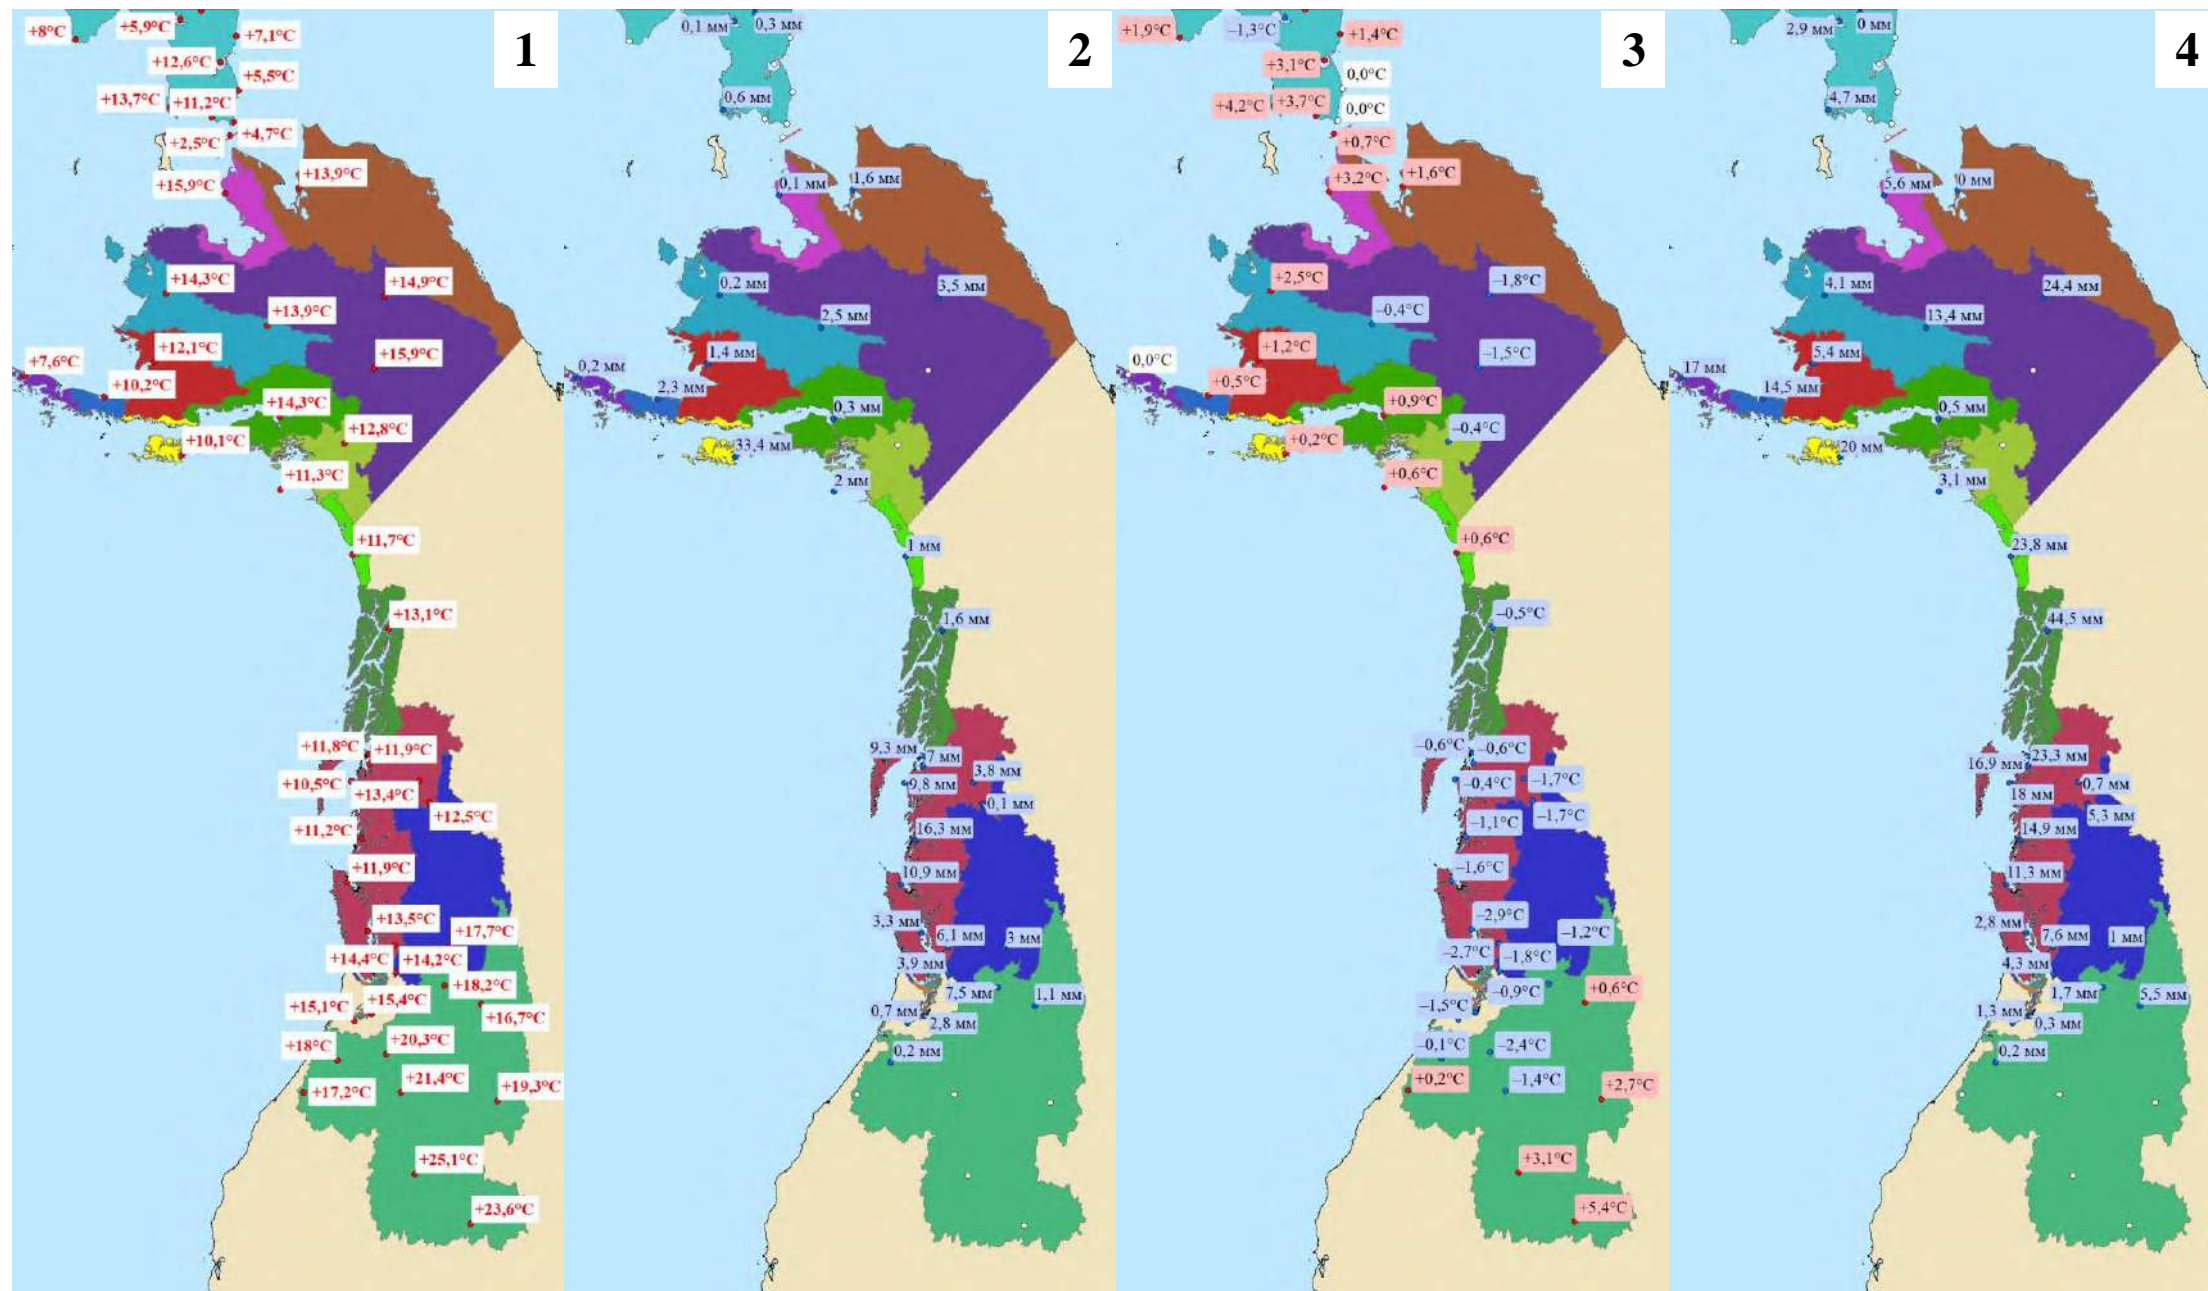 1
+8°C
+5,9°C
+7,1°C
+12,6°C
+5,5°C
+13,7°C
+11,2°C
+4,7°C
+2,5°C
+13,9°C
+15,9°C
+14,3°C
+14,9°C
+13,9°C
+12,1°C
+15,9°C
+7,6°C
+10,2°C
+14,3°C
+12,8°C
+10,1°C
+11,3°C
+11,7°C
+13,1°C
+11,8°C
+11,9°C
+10,5°C
+13,4°C
+12,5°C
+11,2°C
+11,9°C
+13,5°C
+17,7°C
+14,4°C
+14,2°C
+18,2°C
+15,1°C
+15,4°C
+16,7°C
+18°C
+20,3°C
+21,4°C
+19,3°C
+17,2°C
+25,1°C
+23,6°C
2
0,1 мм
0,3 мм
0,6 мм
0,1 мм
1,6 мм
0,2 мм
3,5 мм
2,5 мм
1,4 мм
0,2 мм
2,3 мм
0,3 мм
33,4 мм
2 мм
1 мм
1,6 мм
9,3 мм
7 мм
3,8 мм
9,8 мм
0,1 мм
16,3 мм
10,9 мм
3,3 мм
6,1 мм
3 мм
3,9 мм
7,5 мм
1,1 мм
0,7 мм
2,8 мм
0,2 мм
3
+1,9°C
–1,3°C
+1,4°C
+3,1°C
0,0°C
+4,2°C
+3,7°C
0,0°C
+0,7°C
+3,2°C
+1,6°C
+2,5°C
–1,8°C
–0,4°C
+1,2°C
–1,5°C
0,0°C
+0,5°C
+0,9°C
–0,4°C
+0,2°C
+0,6°C
+0,6°C
–0,5°C
–0,6°C
–0,6°C
–0,4°C
–1,7°C
–1,7°C
–1,1°C
–1,6°C
–2,9°C
–1,2°C
–2,7°C
–1,8°C
+0,6°C
–0,9°C
–1,5°C
–0,1°C
–2,4°C
+0,2°C
–1,4°C
+2,7°C
+3,1°C
+5,4°C
4
2,9 мм
0 мм
4,7 мм
5,6 мм
0 мм
4,1 мм
24,4 мм
13,4 мм
5,4 мм
17 мм
14,5 мм
0,5 мм
20 мм
3,1 мм
23,8 мм
44,5 мм
23,3 мм
16,9 мм
0,7 мм
18 мм
5,3 мм
14,9 мм
11,3 мм
2,8 мм
7,6 мм
1 мм
4,3 мм
1,7 мм
5,5 мм
1,3 мм
0,3 мм
0,2 мм